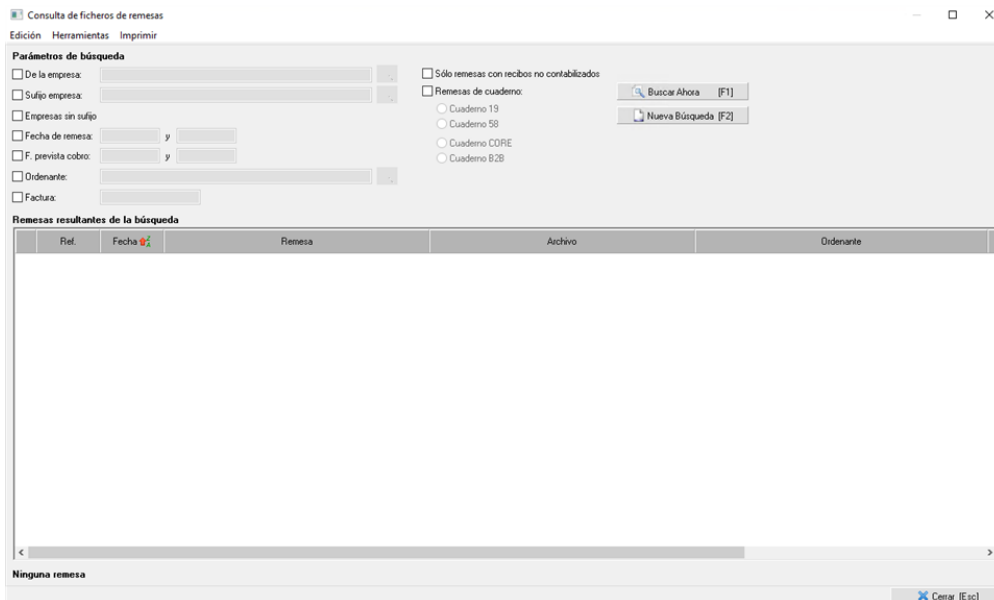 Consulta de ficheros de remesas
Edición Herramientas Imprimir
Parámetros de búsqueda
De la empresa:
Sufijo empresa:
Empresas sin sufijo
Fecha de remesa: y
F. prevista cobro: y
Ordenante:
Factura:
Sólo remesas con recibos no contabilizados
Remesas de cuaderno:
Cuaderno 19
Cuaderno 58
Cuaderno CORE
Cuaderno B2B
Buscar Ahora [F1]
Nueva Búsqueda [F2]
Remesas resultantes de la búsqueda
Ref. Fecha Remesa Archivo Ordenante
Ninguna remesa
Cerrar [Esc]